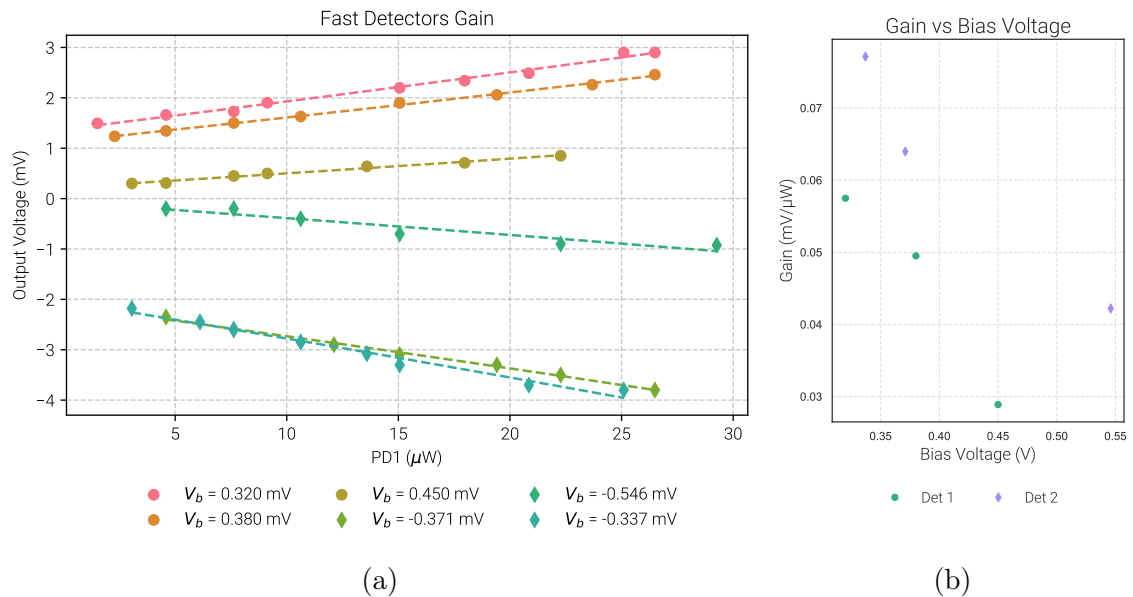 Fast Detectors Gain
3
2
1
0
−1
−2
−3
−4
Output Voltage (mV)
5 10 15 20 25 30
PD1 (μW)
V_b = 0.320 mV V_b = 0.450 mV V_b = -0.546 mV
V_b = 0.380 mV V_b = -0.371 mV V_b = -0.337 mV
(a)
Gain vs Bias Voltage
0.07
0.06
0.05
0.04
0.03
Gain (mV/μW)
0.35 0.40 0.45 0.50 0.55
Bias Voltage (V)
Det 1 Det 2
(b)